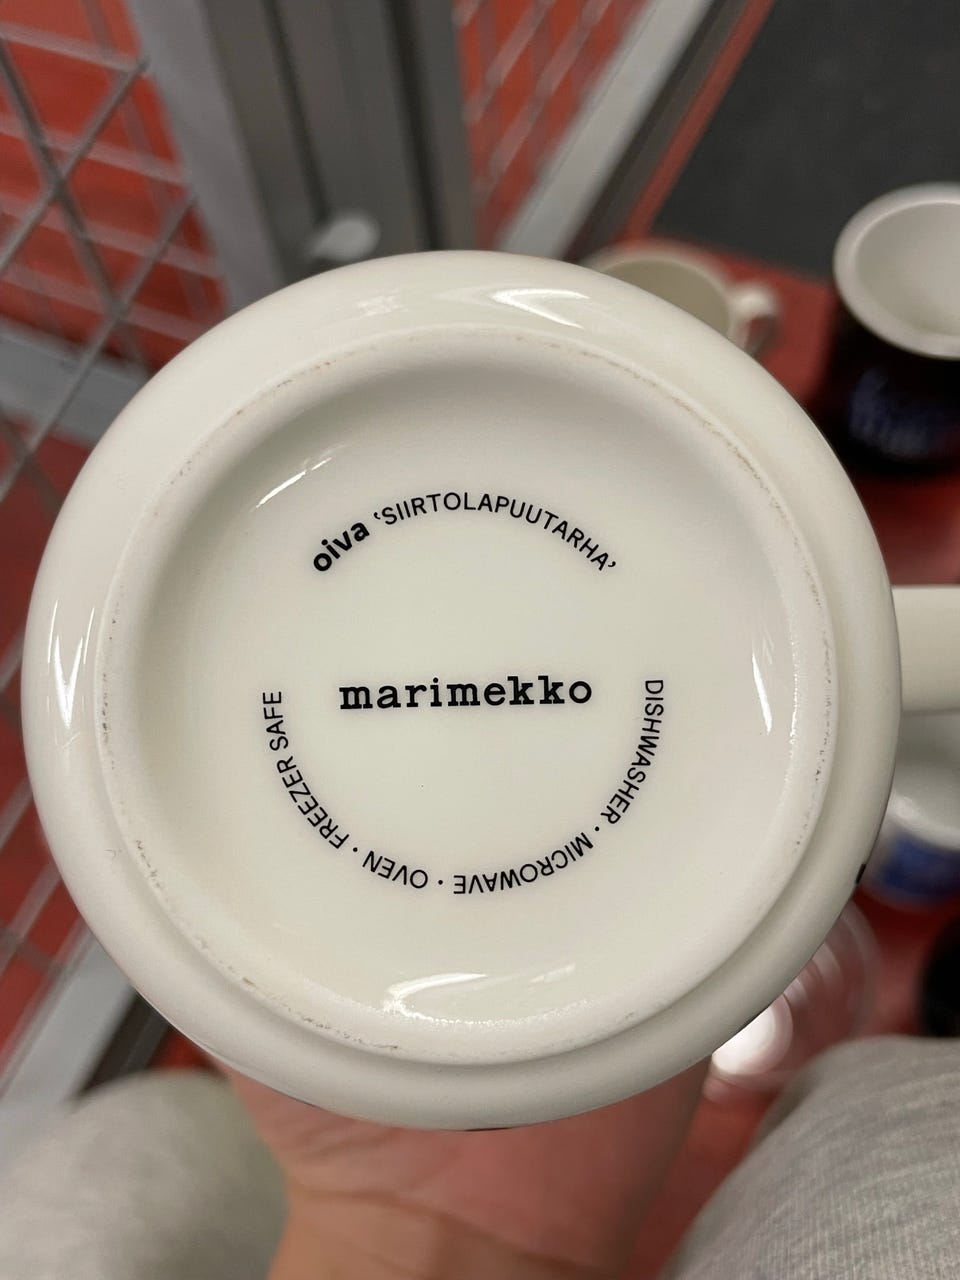 oiva ‘SIIRTOLAPUUTARHA’
marimekko
DISHWASHER · MICROWAVE · OVEN · FREEZER SAFE